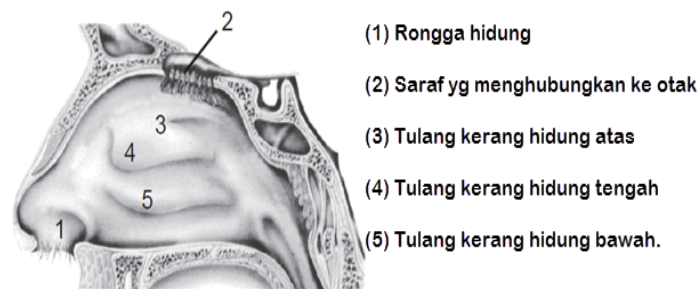 2
3
4
5
1
(1) Rongga hidung
(2) Saraf yg menghubungkan ke otak
(3) Tulang kerang hidung atas
(4) Tulang kerang hidung tengah
(5) Tulang kerang hidung bawah.